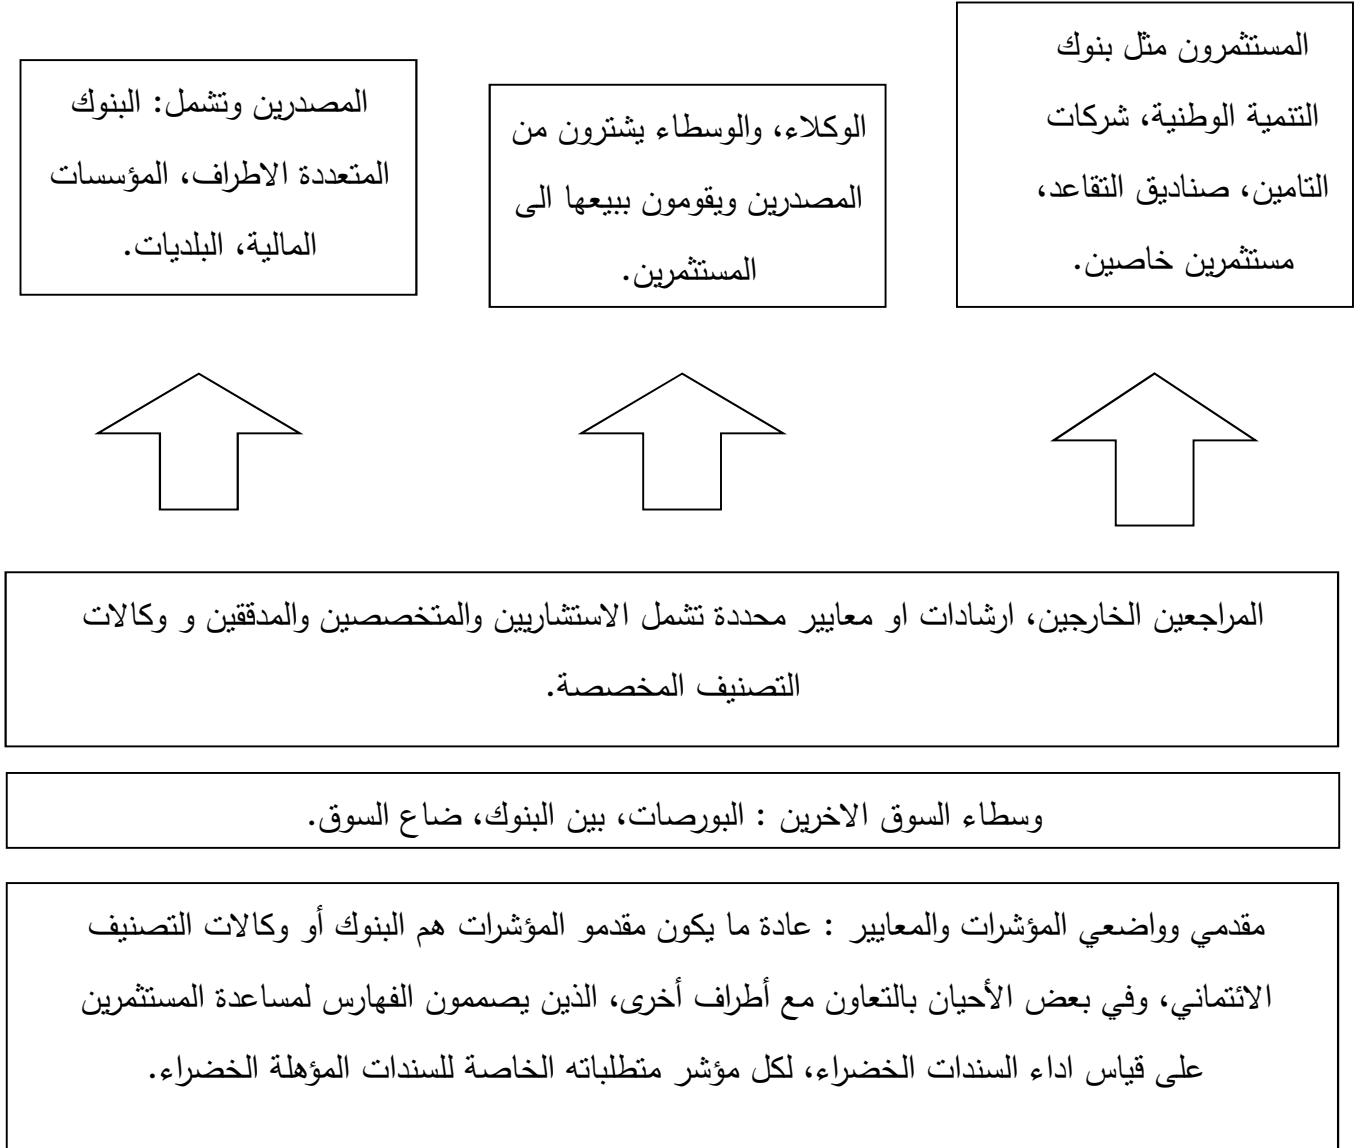 المستثمرون مثل بنوك
التنمية الوطنية، شركات
التامين، صناديق التقاعد،
مستثمرين خاصين.
الوكلاء، والوسطاء يشترون من
المصدرين ويقومون ببيعها الى
المستثمرين.
المصدرين وتشمل: البنوك
المتعددة الاطراف، المؤسسات
المالية، البلديات.
المراجعين الخارجين، ارشادات او معايير محددة تشمل الاستشاريين والمتخصصين والمدققين و وكالات
التصنيف المخصصة.
وسطاء السوق الاخرين : البورصات، بين البنوك، ضاع السوق.
مقدمي وواضعي المؤشرات والمعايير : عادة ما يكون مقدمو المؤشرات هم البنوك أو وكالات التصنيف
الائتماني، وفي بعض الأحيان بالتعاون مع أطراف أخرى، الذين يصممون الفهارس لمساعدة المستثمرين
على قياس اداء السندات الخضراء، لكل مؤشر متطلباته الخاصة للسندات المؤهلة الخضراء.